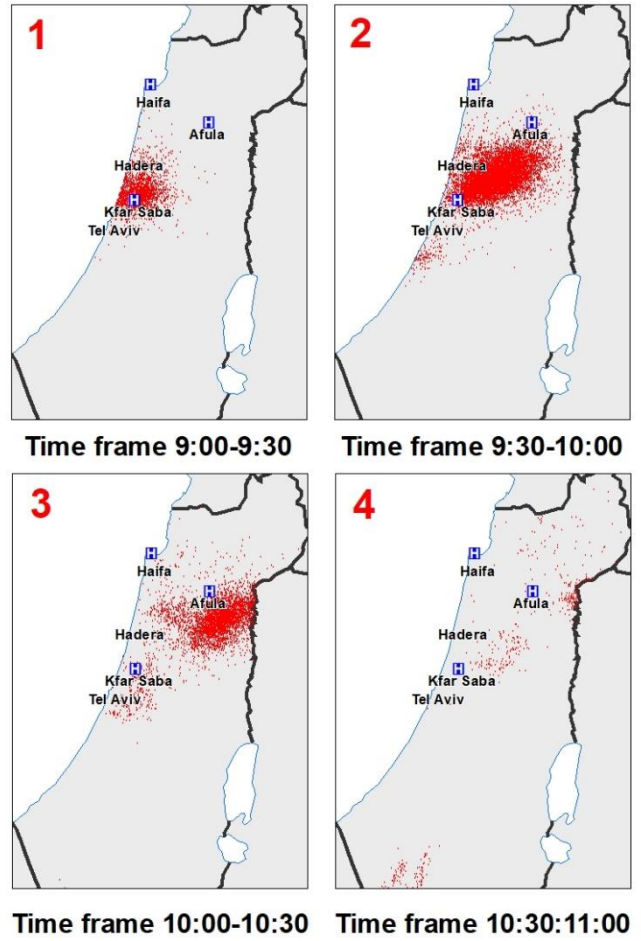 1
H
Haifa
H
Afula
Hadera
H
Kfar Saba
Tel Aviv
Time frame 9:00-9:30
2
H
Haifa
H
Afula
Hadera
H
Kfar Saba
Tel Aviv
Time frame 9:30-10:00
3
H
Haifa
H
Afula
Hadera
H
Kfar Saba
Tel Aviv
Time frame 10:00-10:30
4
H
Haifa
H
Afula
Hadera
H
Kfar Saba
Tel Aviv
Time frame 10:30:11:00